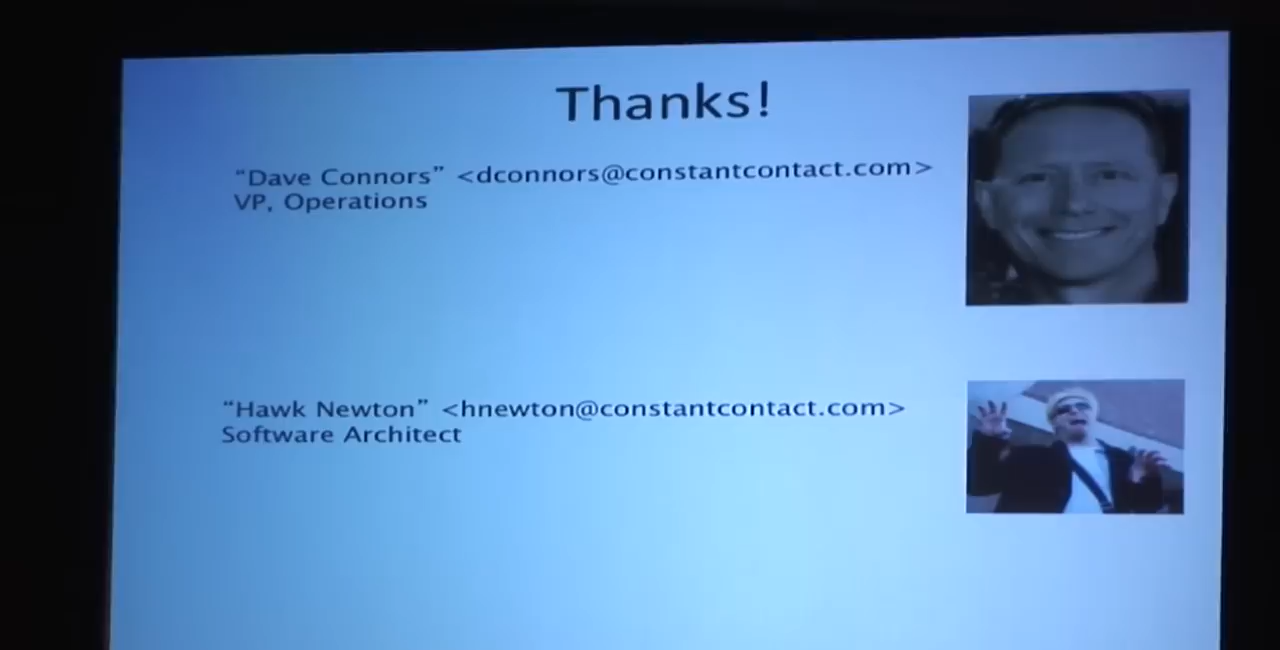 Thanks!
“Dave Connors” <dconnors@constantcontact.com>
VP, Operations
“Hawk Newton” <hnewton@constantcontact.com>
Software Architect